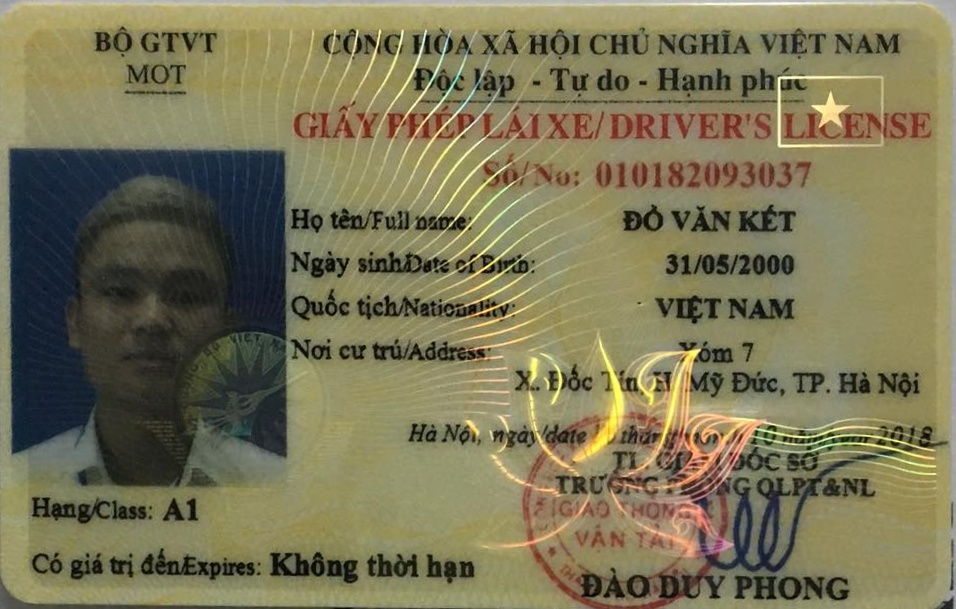 BỘ GTVT
MOT
CỘNG HÒA XÃ HỘI CHỦ NGHĨA VIỆT NAM
Độc lập - Tự do - Hạnh phúc
GIẤY PHÉP LÁI XE/ DRIVER'S LICENSE
Số/No: 010182093037
Họ tên/Full name: ĐỖ VĂN KẾT
Ngày sinh/Date of Birth: 31/05/2000
Quốc tịch/Nationality: VIỆT NAM
Nơi cư trú/Address: Xóm 7
X. Đốc Tín, H. Mỹ Đức, TP. Hà Nội
Hà Nội, ngày/date tháng/month 10 năm/year 2018
TL. GIÁM ĐỐC SỞ
TRƯỞNG PHÒNG QLPT&NL
GIAO THÔNG
VẬN TẢI
Hạng/Class: A1
Có giá trị đến/Expires: Không thời hạn
ĐÀO DUY PHONG